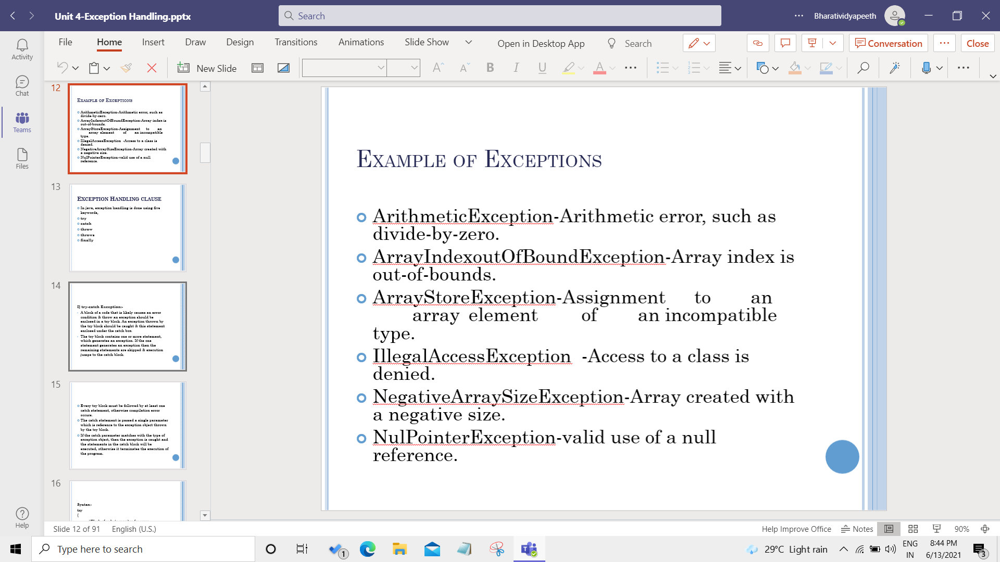 Unit 4-Exception Handling.pptx
Search
Bharatividyapeeth
File Home Insert Draw Design Transitions Animations Slide Show Open in Desktop App Search Conversation Close
New Slide
Activity
Chat
Teams
Files
Help
12
EXAMPLE OF EXCEPTIONS
ArithmeticException-Arithmetic error, such as
divide-by-zero.
ArrayIndexoutOfBoundException-Array index is
out-of-bounds.
ArrayStoreException-Assignment to an
array element of an incompatible
type.
IllegalAccessException -Access to a class is
denied.
NegativeArraySizeException-Array created with
a negative size.
NulPointerException-valid use of a null
reference.
13
EXCEPTION HANDLING CLAUSE
In java, exception handling is done using five
keywords,
try
catch
throw
throws
finally
14
I] try-catch Exception:-
A block of a code that is likely causes an error
condition & throw an exception should be
enclosed in a try block. An exception thrown by
the try block should be caught & this statement
enclosed under the catch box.
The try block contains one or more statement,
which generates an exception. If the one
statement generates an exception then the
remaining statements are skipped & execution
jumps to the catch block.
15
Every try block must be followed by at least one
catch statement, otherwise compilation error
occurs.
The catch statement is passed a single parameter
which is reference to the exception object thrown
by the try block.
If the catch parameter matches with the type of
exception object, then the exception is caught and
the statements in the catch block will be
executed, otherwise it terminates the execution of
the program.
16
Syntax:-
try
{
EXAMPLE OF EXCEPTIONS
ArithmeticException-Arithmetic error, such as
divide-by-zero.
ArrayIndexoutOfBoundException-Array index is
out-of-bounds.
ArrayStoreException-Assignment to an
array element of an incompatible
type.
IllegalAccessException -Access to a class is
denied.
NegativeArraySizeException-Array created with
a negative size.
NulPointerException-valid use of a null
reference.
Slide 12 of 91 English (U.S.) Help Improve Office Notes 90%
Type here to search
1
29°C Light rain
ENG
IN
8:44 PM
6/13/2021
3